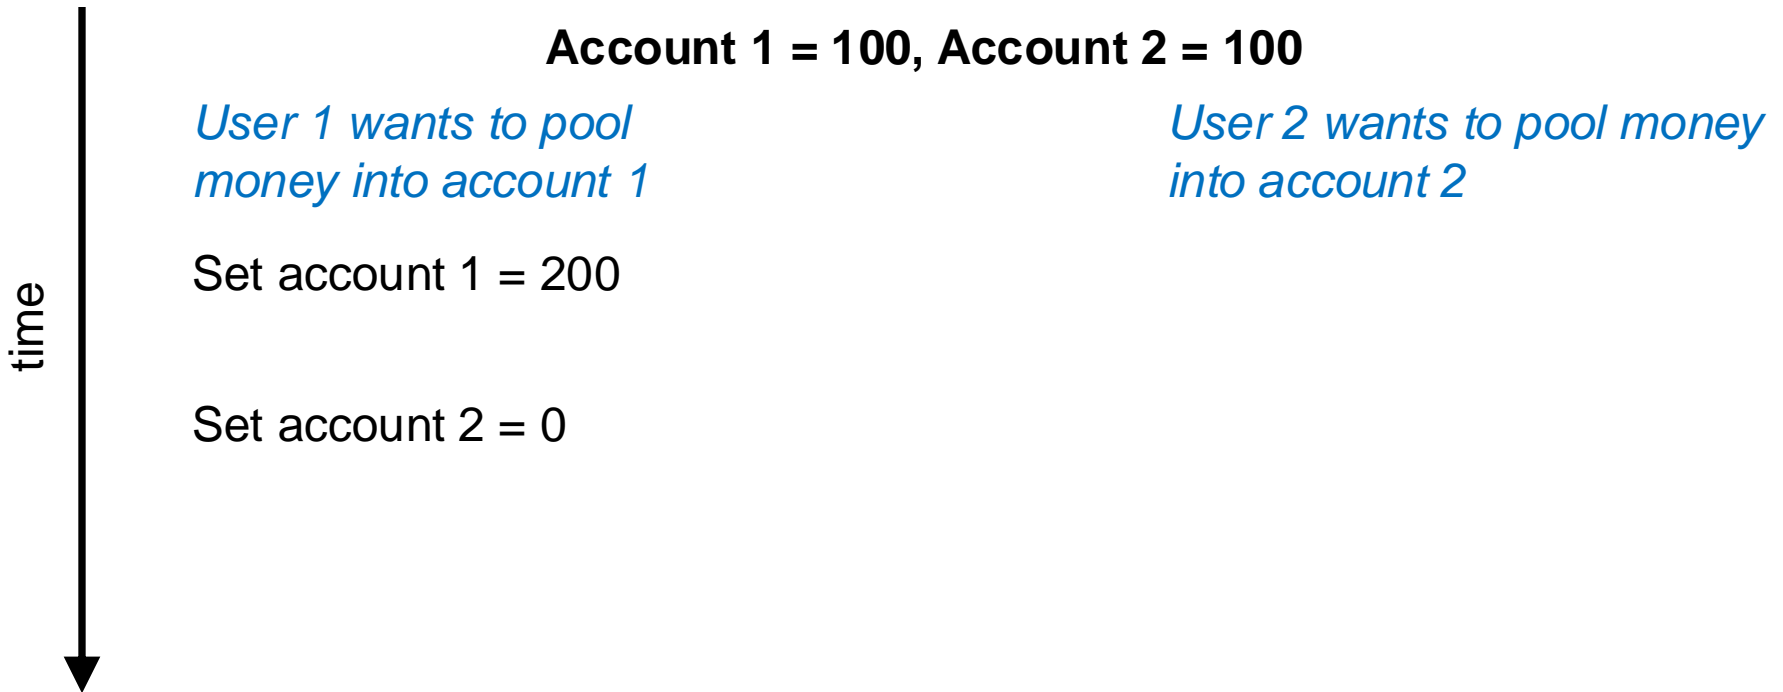 Account 1 = 100, Account 2 = 100
User 1 wants to pool
money into account 1
User 2 wants to pool money
into account 2
Set account 1 = 200
time
Set account 2 = 0